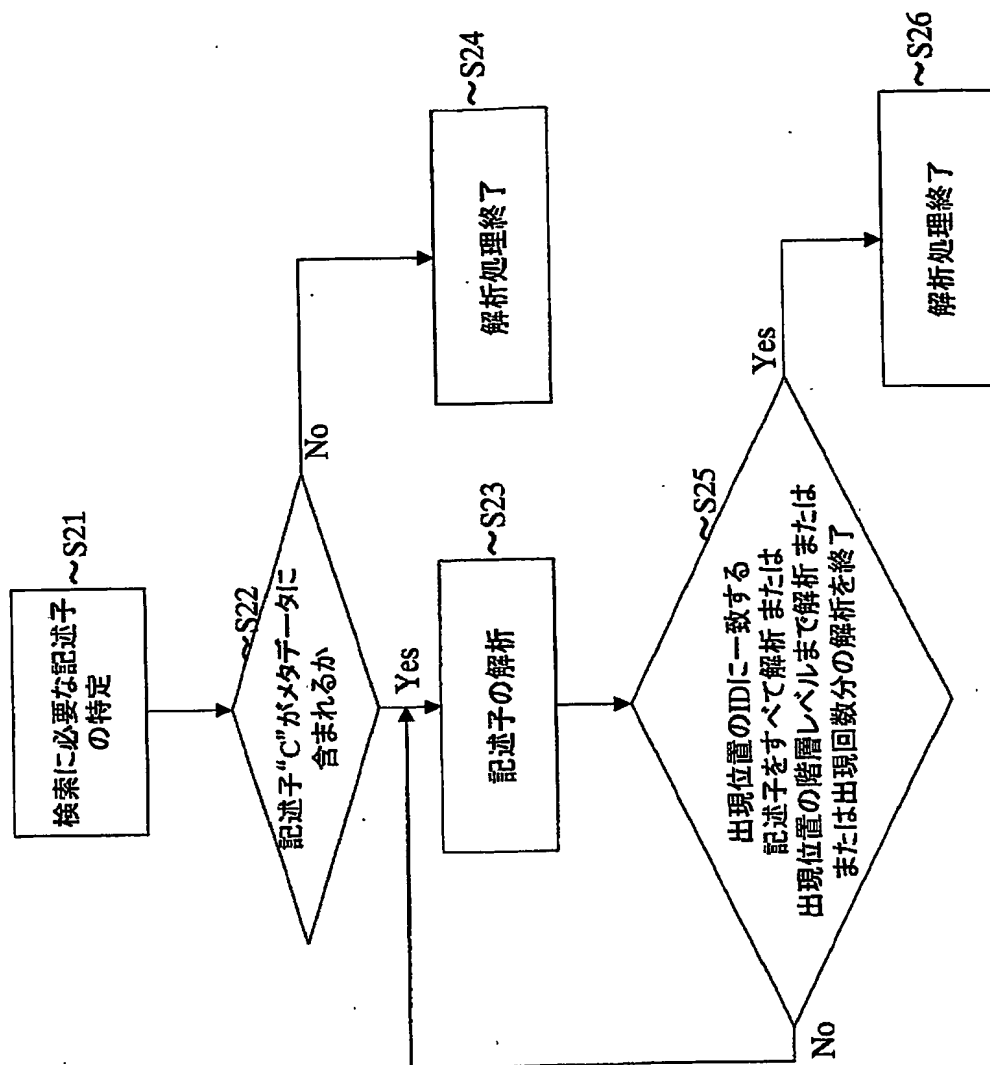 検索に必要な記述子
の特定
~S21
~S22
記述子“C”がメタデータに
含まれるか
No
Yes
解析処理終了
~S24
記述子の解析
~S23
~S25
出現位置のIDに一致する
記述子をすべて解析 または
出現位置の階層レベルまで解析 または
または出現回数分の解析を終了
No
Yes
解析処理終了
~S26